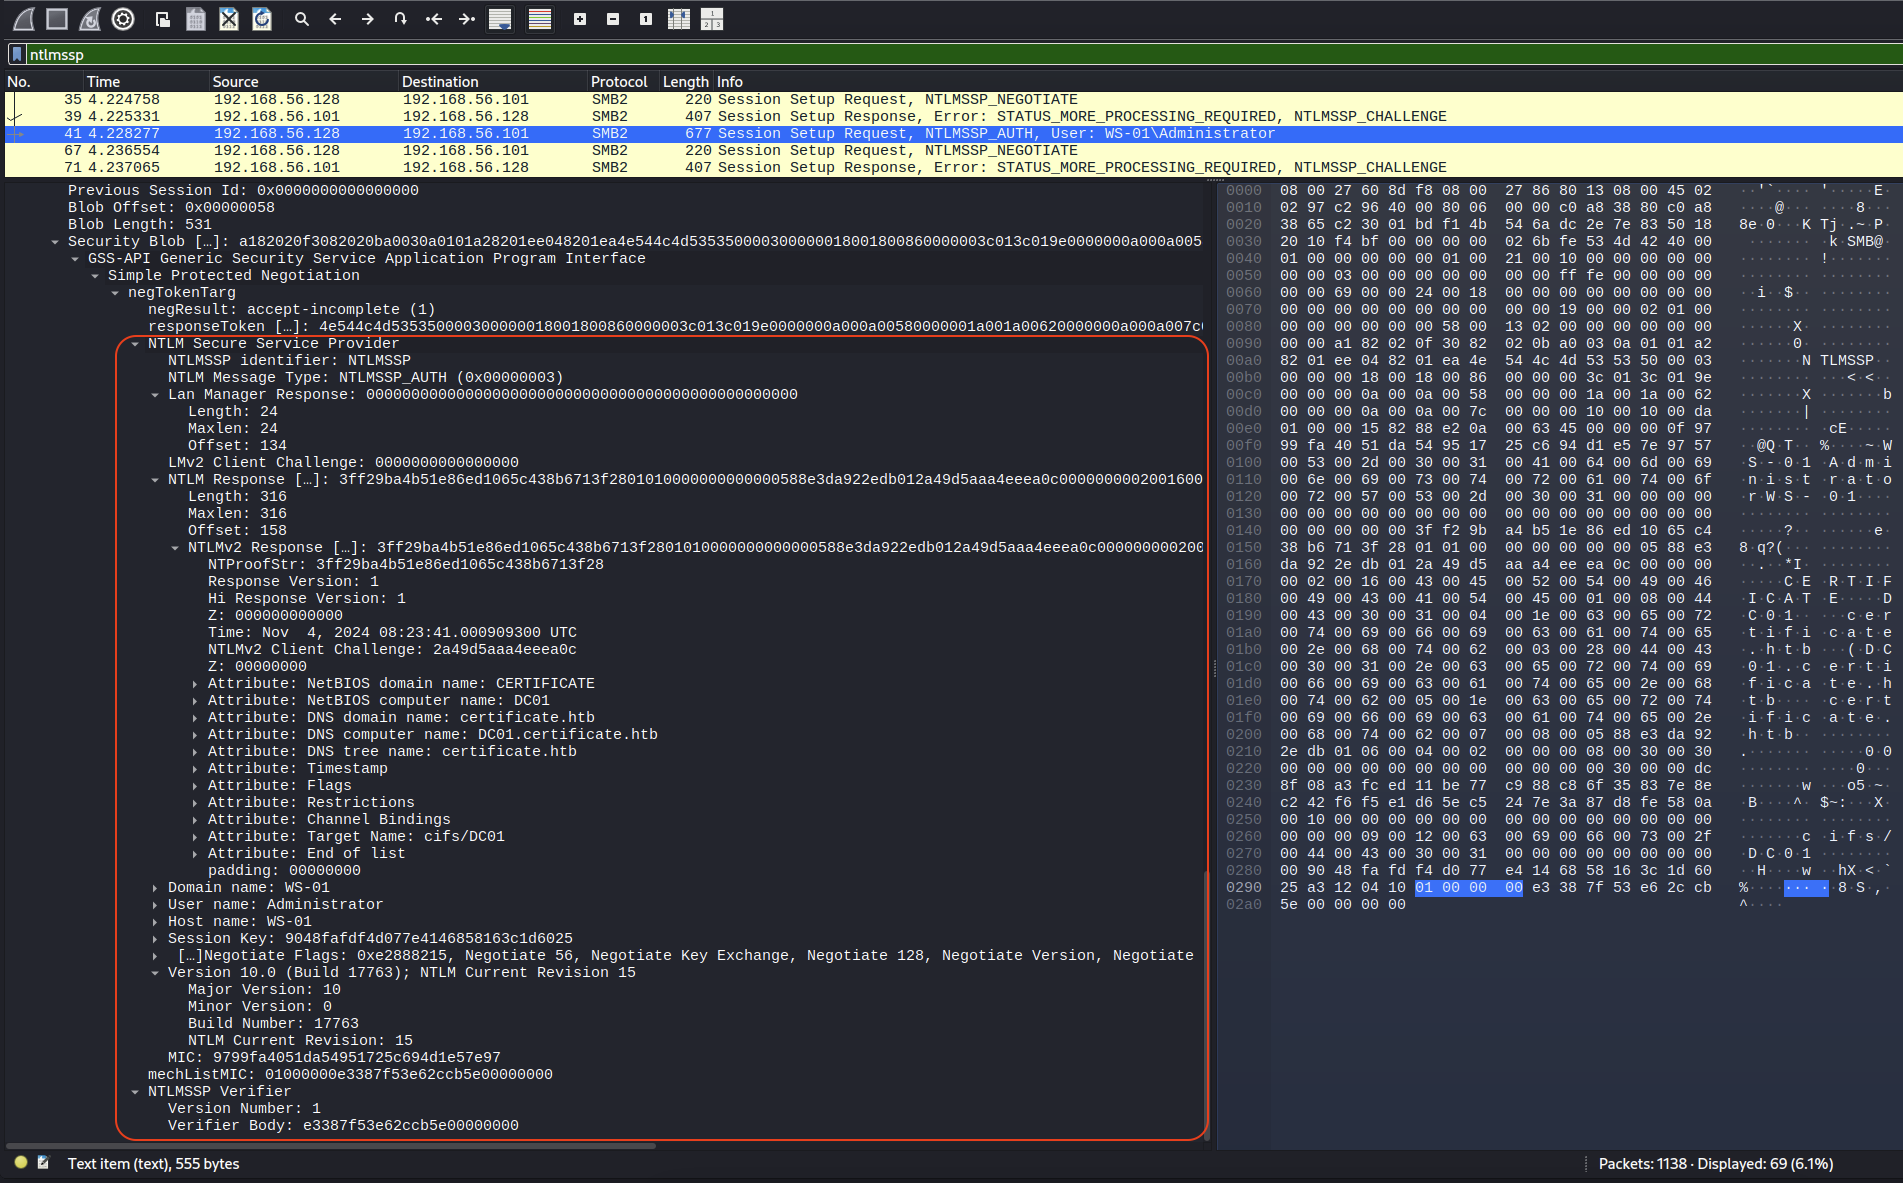 ntlmssp
No. Time Source Destination Protocol Length Info
35 4.224758 192.168.56.128 192.168.56.101 SMB2 220 Session Setup Request, NTLMSSP_NEGOTIATE
39 4.225331 192.168.56.101 192.168.56.128 SMB2 407 Session Setup Response, Error: STATUS_MORE_PROCESSING_REQUIRED, NTLMSSP_CHALLENGE
41 4.228277 192.168.56.128 192.168.56.101 SMB2 677 Session Setup Request, NTLMSSP_AUTH, User: WS-01\Administrator
67 4.236554 192.168.56.128 192.168.56.101 SMB2 220 Session Setup Request, NTLMSSP_NEGOTIATE
71 4.237065 192.168.56.101 192.168.56.128 SMB2 407 Session Setup Response, Error: STATUS_MORE_PROCESSING_REQUIRED, NTLMSSP_CHALLENGE
Previous Session Id: 0x0000000000000000
Blob Offset: 0x00000058
Blob Length: 531
Security Blob […]: a182020f3082020ba0030a0101a28201ee048201ea4e544c4d535350000300000018001800860000003c013c019e0000000a000a005
GSS-API Generic Security Service Application Program Interface
Simple Protected Negotiation
negTokenTarg
negResult: accept-incomplete (1)
responseToken […]: 4e544c4d535350000300000018001800860000003c013c019e0000000a000a00580000001a001a00620000000a000a007c0
NTLM Secure Service Provider
NTLMSSP identifier: NTLMSSP
NTLM Message Type: NTLMSSP_AUTH (0x00000003)
Lan Manager Response: 000000000000000000000000000000000000000000000000
Length: 24
Maxlen: 24
Offset: 134
LMv2 Client Challenge: 0000000000000000
NTLM Response […]: 3ff29ba4b51e86ed1065c438b6713f28010100000000000000588e3da922edb012a49d5aaa4eeea0c0000000002001600
Length: 316
Maxlen: 316
Offset: 158
NTLMv2 Response […]: 3ff29ba4b51e86ed1065c438b6713f28010100000000000000588e3da922edb012a49d5aaa4eeea0c000000000200
NTProofStr: 3ff29ba4b51e86ed1065c438b6713f28
Response Version: 1
Hi Response Version: 1
Z: 000000000000
Time: Nov  4, 2024 08:23:41.000909300 UTC
NTLMv2 Client Challenge: 2a49d5aaa4eeea0c
Z: 00000000
Attribute: NetBIOS domain name: CERTIFICATE
Attribute: NetBIOS computer name: DC01
Attribute: DNS domain name: certificate.htb
Attribute: DNS computer name: DC01.certificate.htb
Attribute: DNS tree name: certificate.htb
Attribute: Timestamp
Attribute: Flags
Attribute: Restrictions
Attribute: Channel Bindings
Attribute: Target Name: cifs/DC01
Attribute: End of list
padding: 00000000
Domain name: WS-01
User name: Administrator
Host name: WS-01
Session Key: 9048fafdf4d077e4146858163c1d6025
[…]Negotiate Flags: 0xe2888215, Negotiate 56, Negotiate Key Exchange, Negotiate 128, Negotiate Version, Negotiate
Version 10.0 (Build 17763); NTLM Current Revision 15
Major Version: 10
Minor Version: 0
Build Number: 17763
NTLM Current Revision: 15
MIC: 9799fa4051da54951725c694d1e57e97
mechListMIC: 01000000e3387f53e62ccb5e00000000
NTLMSSP Verifier
Version Number: 1
Verifier Body: e3387f53e62ccb5e00000000
0000 08 00 27 60 8d f8 08 00 27 86 80 13 08 00 45 02 ··'`···· '·····E·
0010 02 97 c2 96 40 00 80 06 00 00 c0 a8 38 80 c0 a8 ····@··· ····8···
0020 38 65 c2 30 01 bd f1 4b 54 6a dc 2e 7e 83 50 18 8e·0···K Tj·.~·P·
0030 20 10 f4 bf 00 00 00 00 02 6b fe 53 4d 42 40 00 ········ ·k·SMB@·
0040 01 00 00 00 00 00 01 00 21 00 10 00 00 00 00 00 ········ !·······
0050 00 00 03 00 00 00 00 00 00 00 ff fe 00 00 00 00 ········ ········
0060 00 00 69 00 00 24 00 18 00 00 00 00 00 00 00 00 ··i··$·· ········
0070 00 00 00 00 00 00 00 00 00 00 19 00 00 02 01 00 ········ ········
0080 00 00 00 00 00 00 58 00 13 02 00 00 00 00 00 00 ······X· ········
0090 00 00 a1 82 02 0f 30 82 02 0b a0 03 0a 01 01 a2 ······0· ········
00a0 82 01 ee 04 82 01 ea 4e 54 4c 4d 53 53 50 00 03 ·······N TLMSSP··
00b0 00 00 00 18 00 18 00 86 00 00 00 3c 01 3c 01 9e ········ ···<·<··
00c0 00 00 00 0a 00 0a 00 58 00 00 00 1a 00 1a 00 62 ·······X ·······b
00d0 00 00 00 0a 00 0a 00 7c 00 00 00 10 00 10 00 da ·······| ········
00e0 01 00 00 15 82 88 e2 0a 00 63 45 00 00 00 0f 97 ········ ·cE·····
00f0 99 fa 40 51 da 54 95 17 25 c6 94 d1 e5 7e 97 57 ··@Q·T·· %····~·W
0100 00 53 00 2d 00 30 00 31 00 41 00 64 00 6d 00 69 ·S·-·0·1 ·A·d·m·i
0110 00 6e 00 69 00 73 00 74 00 72 00 61 00 74 00 6f ·n·i·s·t ·r·a·t·o
0120 00 72 00 57 00 53 00 2d 00 30 00 31 00 00 00 00 ·r·W·S·- ·0·1····
0130 00 00 00 00 00 00 00 00 00 00 00 00 00 00 00 00 ········ ········
0140 00 00 00 00 00 3f f2 9b a4 b5 1e 86 ed 10 65 c4 ·····?·· ······e·
0150 38 b6 71 3f 28 01 01 00 00 00 00 00 00 05 88 e3 8·q?(··· ········
0160 da 92 2e db 01 2a 49 d5 aa a4 ee ea 0c 00 00 00 ··.··*I· ········
0170 00 02 00 16 00 43 00 45 00 52 00 54 00 49 00 46 ·····C·E ·R·T·I·F
0180 00 49 00 43 00 41 00 54 00 45 00 01 00 08 00 44 ·I·C·A·T ·E·····D
0190 00 43 00 30 00 31 00 04 00 1e 00 63 00 65 00 72 ·C·0·1·· ···c·e·r
01a0 00 74 00 69 00 66 00 69 00 63 00 61 00 74 00 65 ·t·i·f·i ·c·a·t·e
01b0 00 2e 00 68 00 74 00 62 00 03 00 28 00 44 00 43 ·.·h·t·b ···(·D·C
01c0 00 30 00 31 00 2e 00 63 00 65 00 72 00 74 00 69 ·0·1·.·c ·e·r·t·i
01d0 00 66 00 69 00 63 00 61 00 74 00 65 00 2e 00 68 ·f·i·c·a ·t·e·.·h
01e0 00 74 00 62 00 05 00 1e 00 63 00 65 00 72 00 74 ·t·b···· ·c·e·r·t
01f0 00 69 00 66 00 69 00 63 00 61 00 74 00 65 00 2e ·i·f·i·c ·a·t·e·.
0200 00 68 00 74 00 62 00 07 00 08 00 05 88 e3 da 92 ·h·t·b·· ········
0210 2e db 01 06 00 04 00 02 00 00 00 08 00 30 00 30 .······· ·····0·0
0220 00 00 00 00 00 00 00 00 00 00 00 00 30 00 00 dc ········ ····0···
0230 8f 08 a3 fc ed 11 be 77 c9 88 c8 6f 35 83 7e 8e ·······w ···o5·~·
0240 c2 42 f6 f5 e1 d6 5e c5 24 7e 3a 87 d8 fe 58 0a ·B····^· $~:···X·
0250 00 10 00 00 00 00 00 00 00 00 00 00 00 00 00 00 ········ ········
0260 00 00 00 00 09 00 12 00 63 00 69 00 66 00 73 00 2f ·······c ·i·f·s·/
0270 00 44 00 43 00 30 00 31 00 00 00 00 00 00 00 00 ·D·C·0·1 ········
0280 00 90 48 fa fd f4 d0 77 e4 14 68 58 16 3c 1d 60 ··H····w ··hX·<·`
0290 25 a3 12 04 10 01 00 00 00 e3 38 7f 53 e6 2c cb %······· ··8·S·,·
02a0 5e 00 00 00 00 ^····
Text item (text), 555 bytes
Packets: 1138 · Displayed: 69 (6.1%)